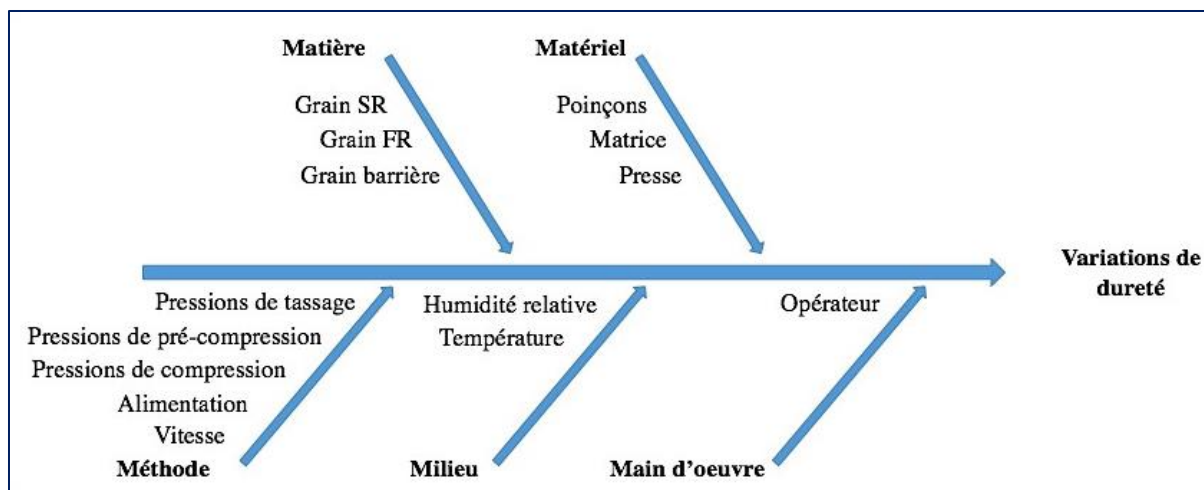 Matière
Grain SR
Grain FR
Grain barrière
Matériel
Poinçons
Matrice
Presse
Variations de
dureté
Pressions de tassage
Pressions de pré-compression
Pressions de compression
Alimentation
Vitesse
Méthode
Humidité relative
Température
Milieu
Opérateur
Main d'oeuvre